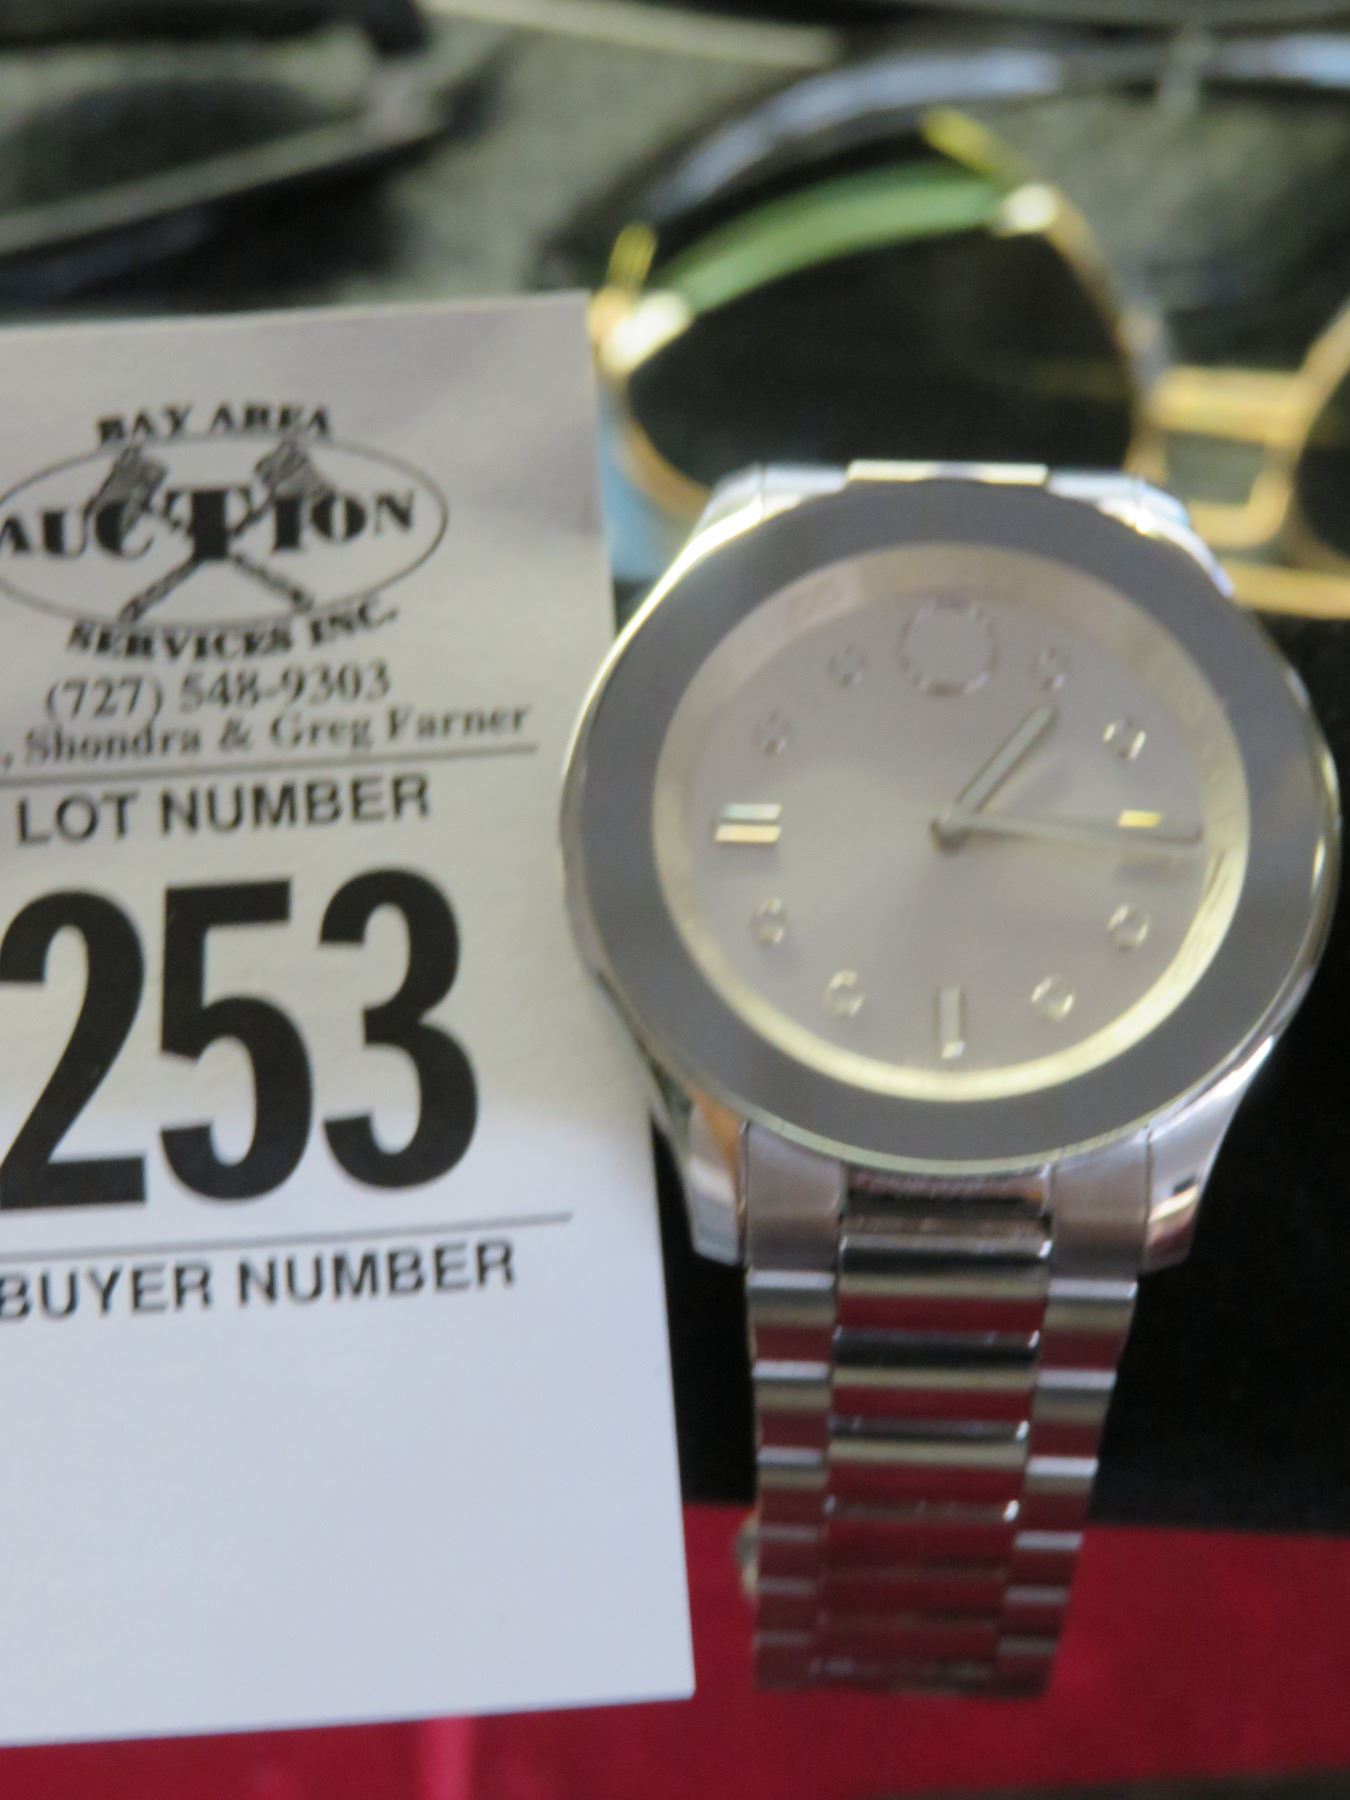 BAY AREA
AUCTION
SERVICES INC.
(727) 548-9303
, Shondra & Greg Farner
LOT NUMBER
253
BUYER NUMBER